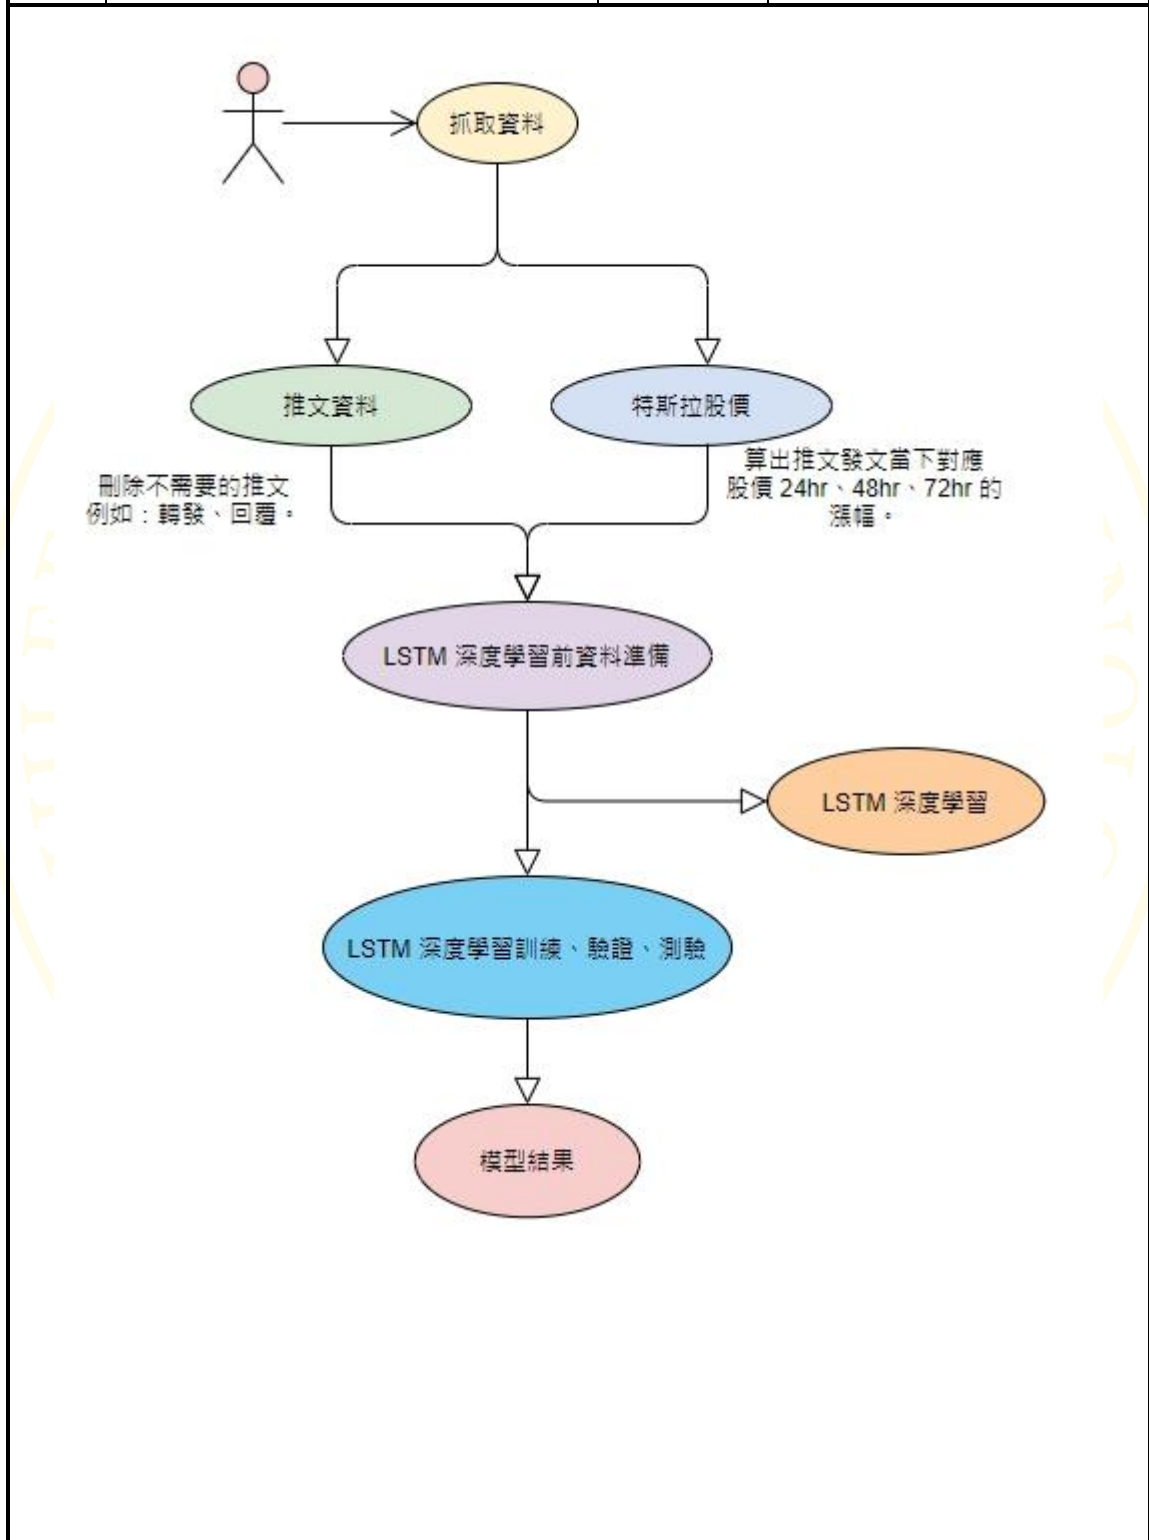 抓取資料
推文資料
特斯拉股價
刪除不需要的推文
例如：轉發、回覆。
算出推文發文當下對應
股價 24hr、48hr、72hr 的
漲幅。
LSTM 深度學習前資料準備
LSTM 深度學習
LSTM 深度學習訓練、驗證、測驗
模型結果